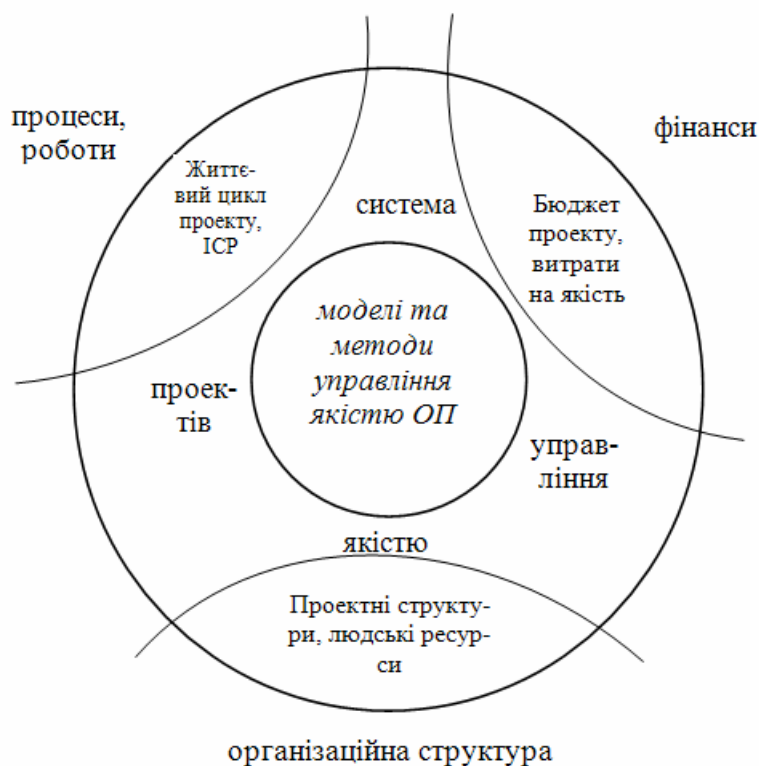 процеси,
роботи
фінанси
Життє-
вий цикл
проекту,
ІСР
система
Бюджет
проекту,
витрати
на якість
моделі та
методи
управління
якістю ОП
проек-
тів
управ-
ління
якістю
Проектні структу-
ри, людські ресур-
си
організаційна структура